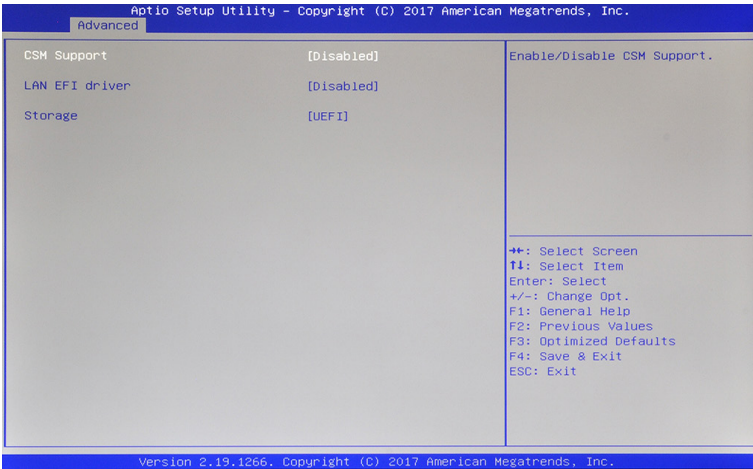 Aptio Setup Utility – Copyright (C) 2017 American Megatrends, Inc.
Advanced
CSM Support [Disabled]
LAN EFI driver [Disabled]
Storage [UEFI]
Enable/Disable CSM Support.
→←: Select Screen
↑↓: Select Item
Enter: Select
+/-: Change Opt.
F1: General Help
F2: Previous Values
F3: Optimized Defaults
F4: Save & Exit
ESC: Exit
Version 2.19.1266. Copyright (C) 2017 American Megatrends, Inc.